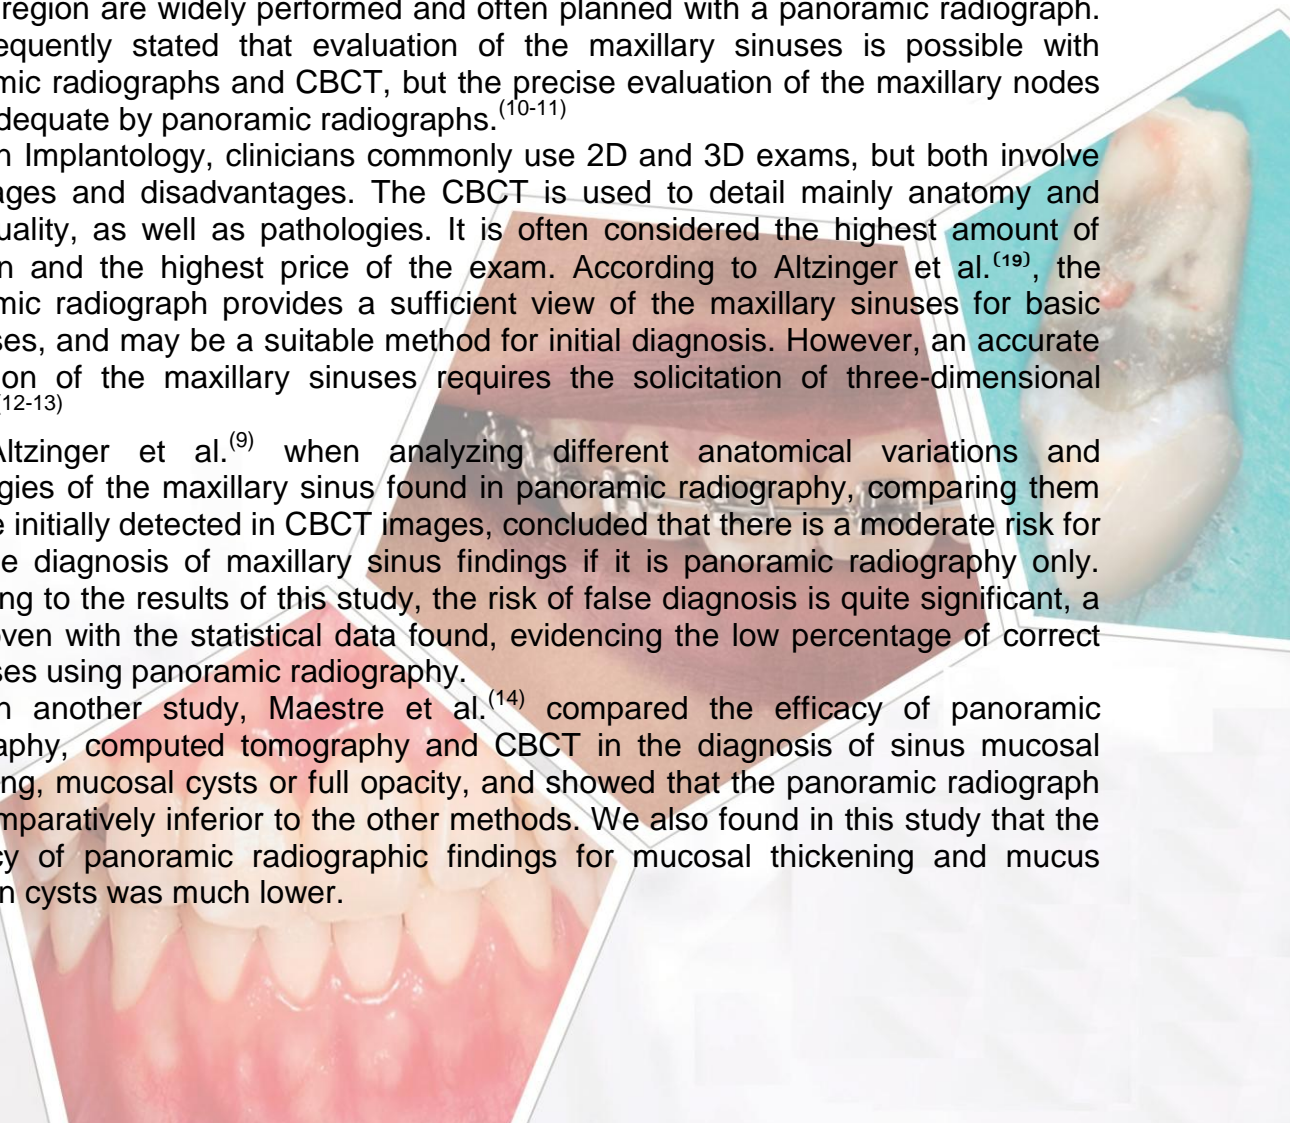 region are widely performed and often planned with a panoramic radiograph.
equently stated that evaluation of the maxillary sinuses is possible with
mic radiographs and CBCT, but the precise evaluation of the maxillary nodes
dequate by panoramic radiographs.(10-11)
n Implantology, clinicians commonly use 2D and 3D exams, but both involve
ages and disadvantages. The CBCT is used to detail mainly anatomy and
uality, as well as pathologies. It is often considered the highest amount of
n and the highest price of the exam. According to Altzinger et al.⁽¹⁹⁾, the
mic radiograph provides a sufficient view of the maxillary sinuses for basic
ses, and may be a suitable method for initial diagnosis. However, an accurate
on of the maxillary sinuses requires the solicitation of three-dimensional
(12-13)
Altzinger et al.(9) when analyzing different anatomical variations and
gies of the maxillary sinus found in panoramic radiography, comparing them
e initially detected in CBCT images, concluded that there is a moderate risk for
e diagnosis of maxillary sinus findings if it is panoramic radiography only.
ng to the results of this study, the risk of false diagnosis is quite significant, a
oven with the statistical data found, evidencing the low percentage of correct
ses using panoramic radiography.
n another study, Maestre et al.(14) compared the efficacy of panoramic
aphy, computed tomography and CBCT in the diagnosis of sinus mucosal
ng, mucosal cysts or full opacity, and showed that the panoramic radiograph
mparatively inferior to the other methods. We also found in this study that the
cy of panoramic radiographic findings for mucosal thickening and mucus
n cysts was much lower.